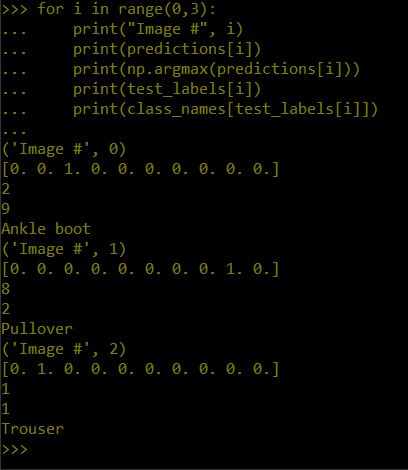 >>> for i in range(0,3):
...     print("Image #", i)
...     print(predictions[i])
...     print(np.argmax(predictions[i]))
...     print(test_labels[i])
...     print(class_names[test_labels[i]])
...
('Image #', 0)
[0. 0. 1. 0. 0. 0. 0. 0. 0. 0.]
2
9
Ankle boot
('Image #', 1)
[0. 0. 0. 0. 0. 0. 0. 0. 1. 0.]
8
2
Pullover
('Image #', 2)
[0. 1. 0. 0. 0. 0. 0. 0. 0. 0.]
1
1
Trouser
>>>